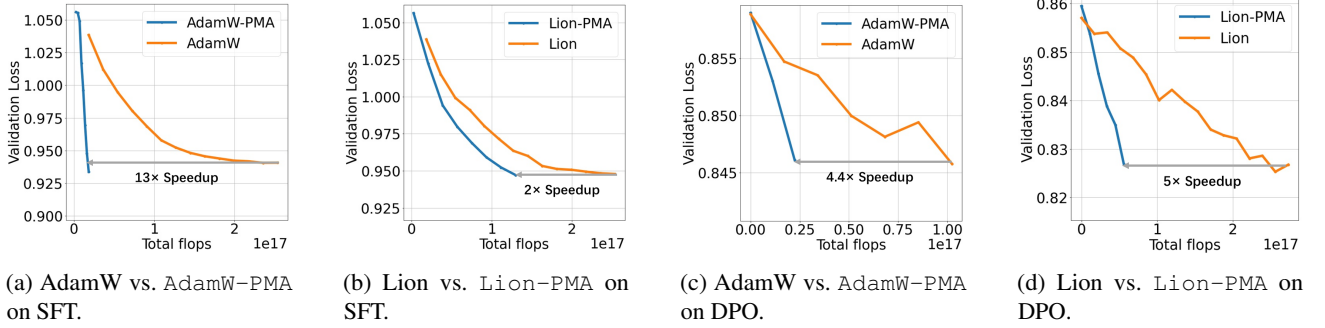 1.050
1.025
1.000
0.975
0.950
0.925
0.900
Validation Loss
AdamW-PMA
AdamW
13× Speedup
0
1
2
Total flops
1e17
1.050
1.025
1.000
0.975
0.950
0.925
Validation Loss
Lion-PMA
Lion
2× Speedup
0
1
2
Total flops
1e17
0.855
0.850
0.845
Validation Loss
AdamW-PMA
AdamW
4.4× Speedup
0.00 0.25 0.50 0.75 1.00
Total flops
1e17
0.86
0.85
0.84
0.83
0.82
Validation Loss
Lion-PMA
Lion
5× Speedup
0
1
2
Total flops
1e17
(a) AdamW vs. AdamW-PMA
on SFT.
(b) Lion vs. Lion-PMA on
SFT.
(c) AdamW vs. AdamW-PMA
on DPO.
(d) Lion vs. Lion-PMA on
DPO.